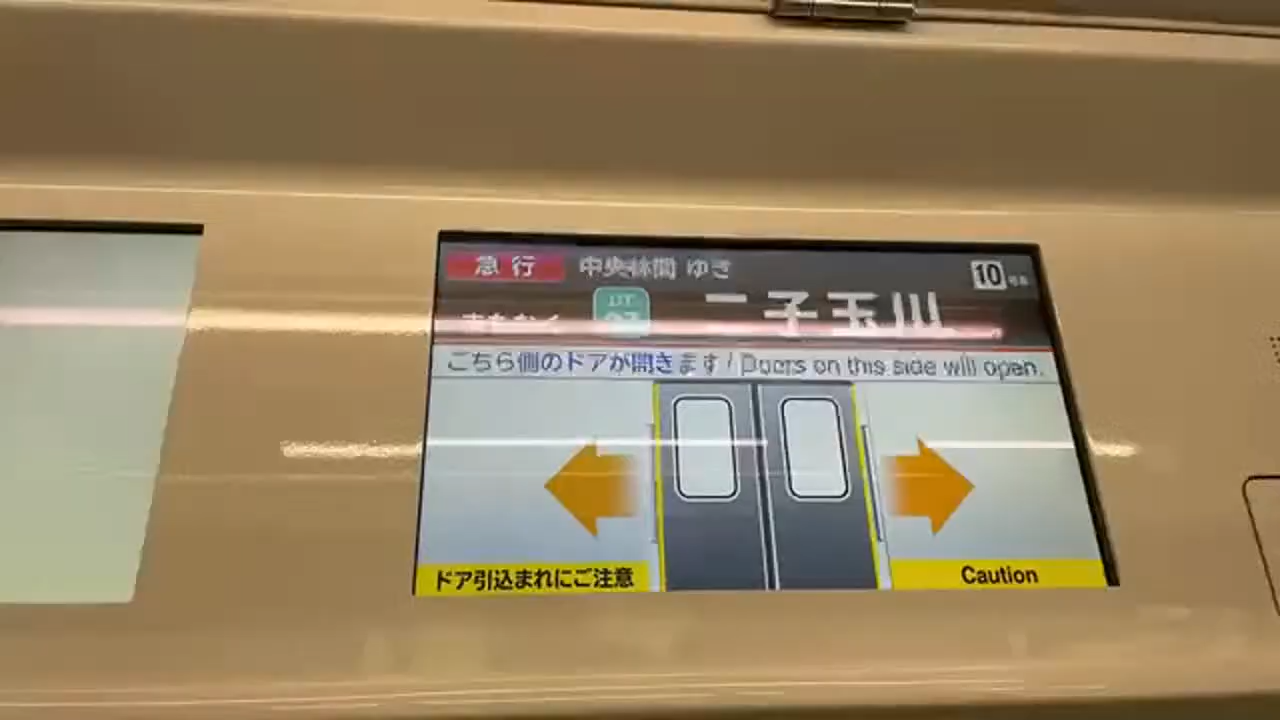 急行 中央林間 ゆき 10号車
まもなく DT 07 二子玉川
こちら側のドアが開きます / Doors on this side will open.
ドア引込まれにご注意 Caution